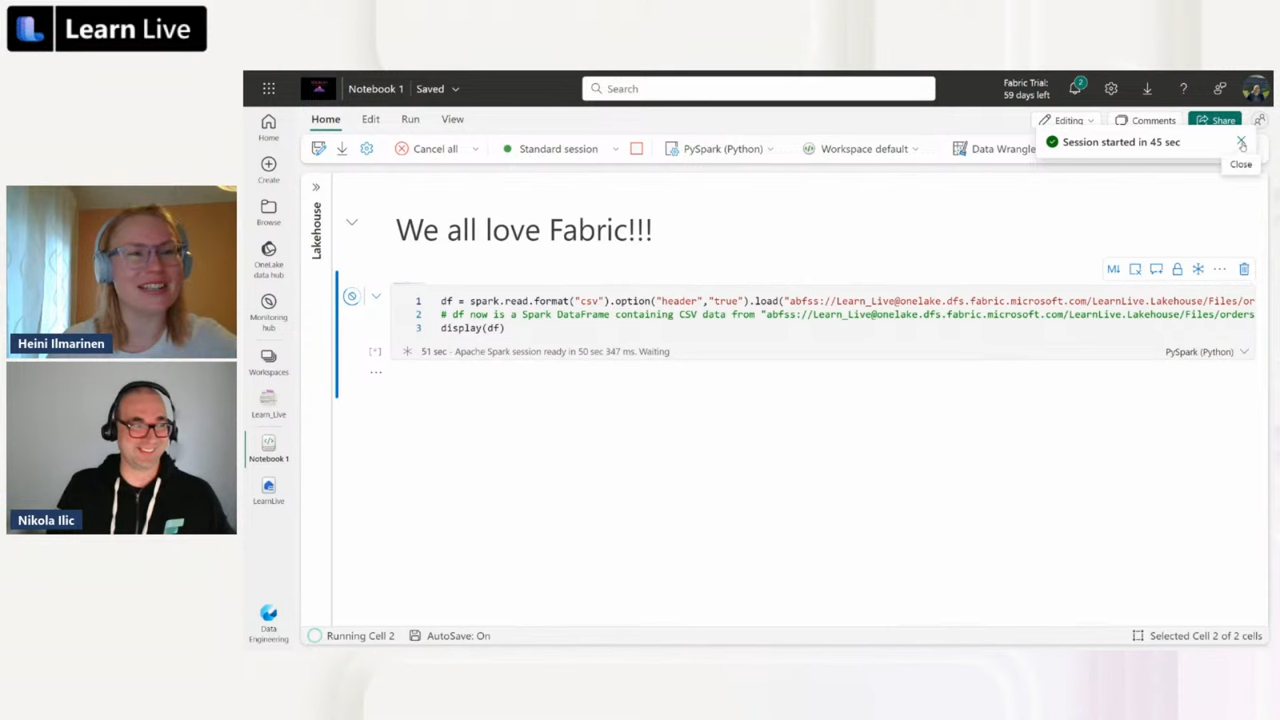 Learn Live
Notebook 1 Saved
Search
Fabric Trial:
59 days left
2
?
Home Edit Run View
Editing
Comments
Share
Cancel all
Standard session
PySpark (Python)
Workspace default
Data Wrangle
Session started in 45 sec
Close
Home
Create
Browse
OneLake
data hub
Monitoring
hub
Workspaces
Learn_Live
Notebook 1
LearnLive
Data
Engineering
Lakehouse
We all love Fabric!!!
M↓
1 df = spark.read.format("csv").option("header","true").load("abfss://Learn_Live@onelake.dfs.fabric.microsoft.com/LearnLive.Lakehouse/Files/or
2 # df now is a Spark DataFrame containing CSV data from "abfss://Learn_Live@onelake.dfs.fabric.microsoft.com/LearnLive.Lakehouse/Files/orders
3 display(df)
[*] 51 sec - Apache Spark session ready in 50 sec 347 ms. Waiting
PySpark (Python)
Heini Ilmarinen
Nikola Ilic
Running Cell 2 AutoSave: On
Selected Cell 2 of 2 cells